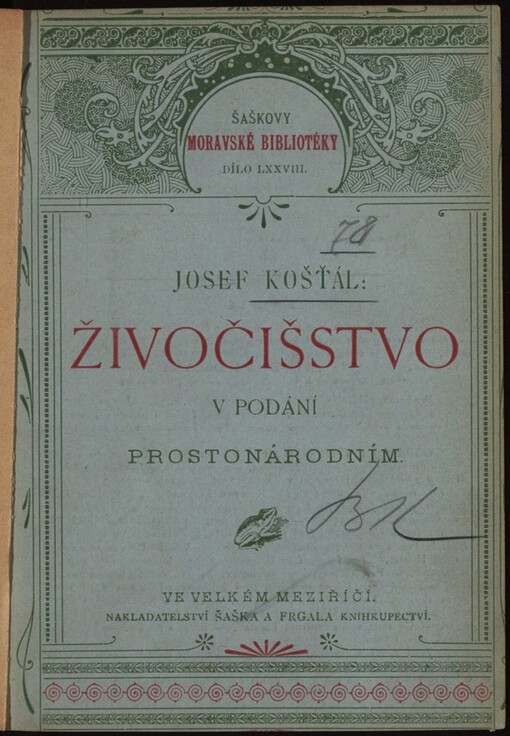 ŠAŠKOVY
MORAVSKÉ BIBLIOTÉKY
DÍLO LXXVIII.
78
JOSEF KOŠŤÁL:
ŽIVOČIŠSTVO
V PODÁNÍ
PROSTONÁRODNÍM.
VE VELKÉM MEZIŘÍČÍ.
NAKLADATELSTVÍ ŠAŠKA A FRGALA KNIHKUPECTVÍ.